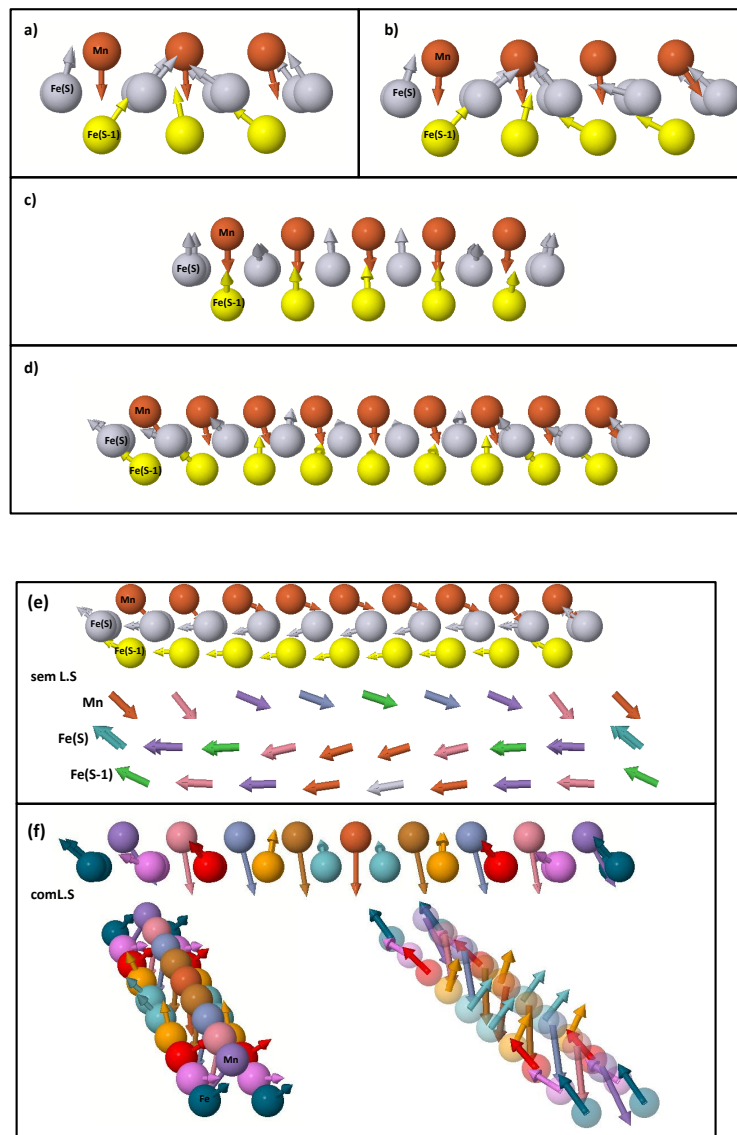 a)
Mn
Fe(S)
Fe(S-1)
b)
Mn
Fe(S)
Fe(S-1)
c)
Mn
Fe(S)
Fe(S-1)
d)
Mn
Fe(S)
Fe(S-1)
(e)
Mn
Fe(S)
Fe(S-1)
sem L.S
Mn
Fe(S)
Fe(S-1)
(f)
comL.S
Mn
Fe